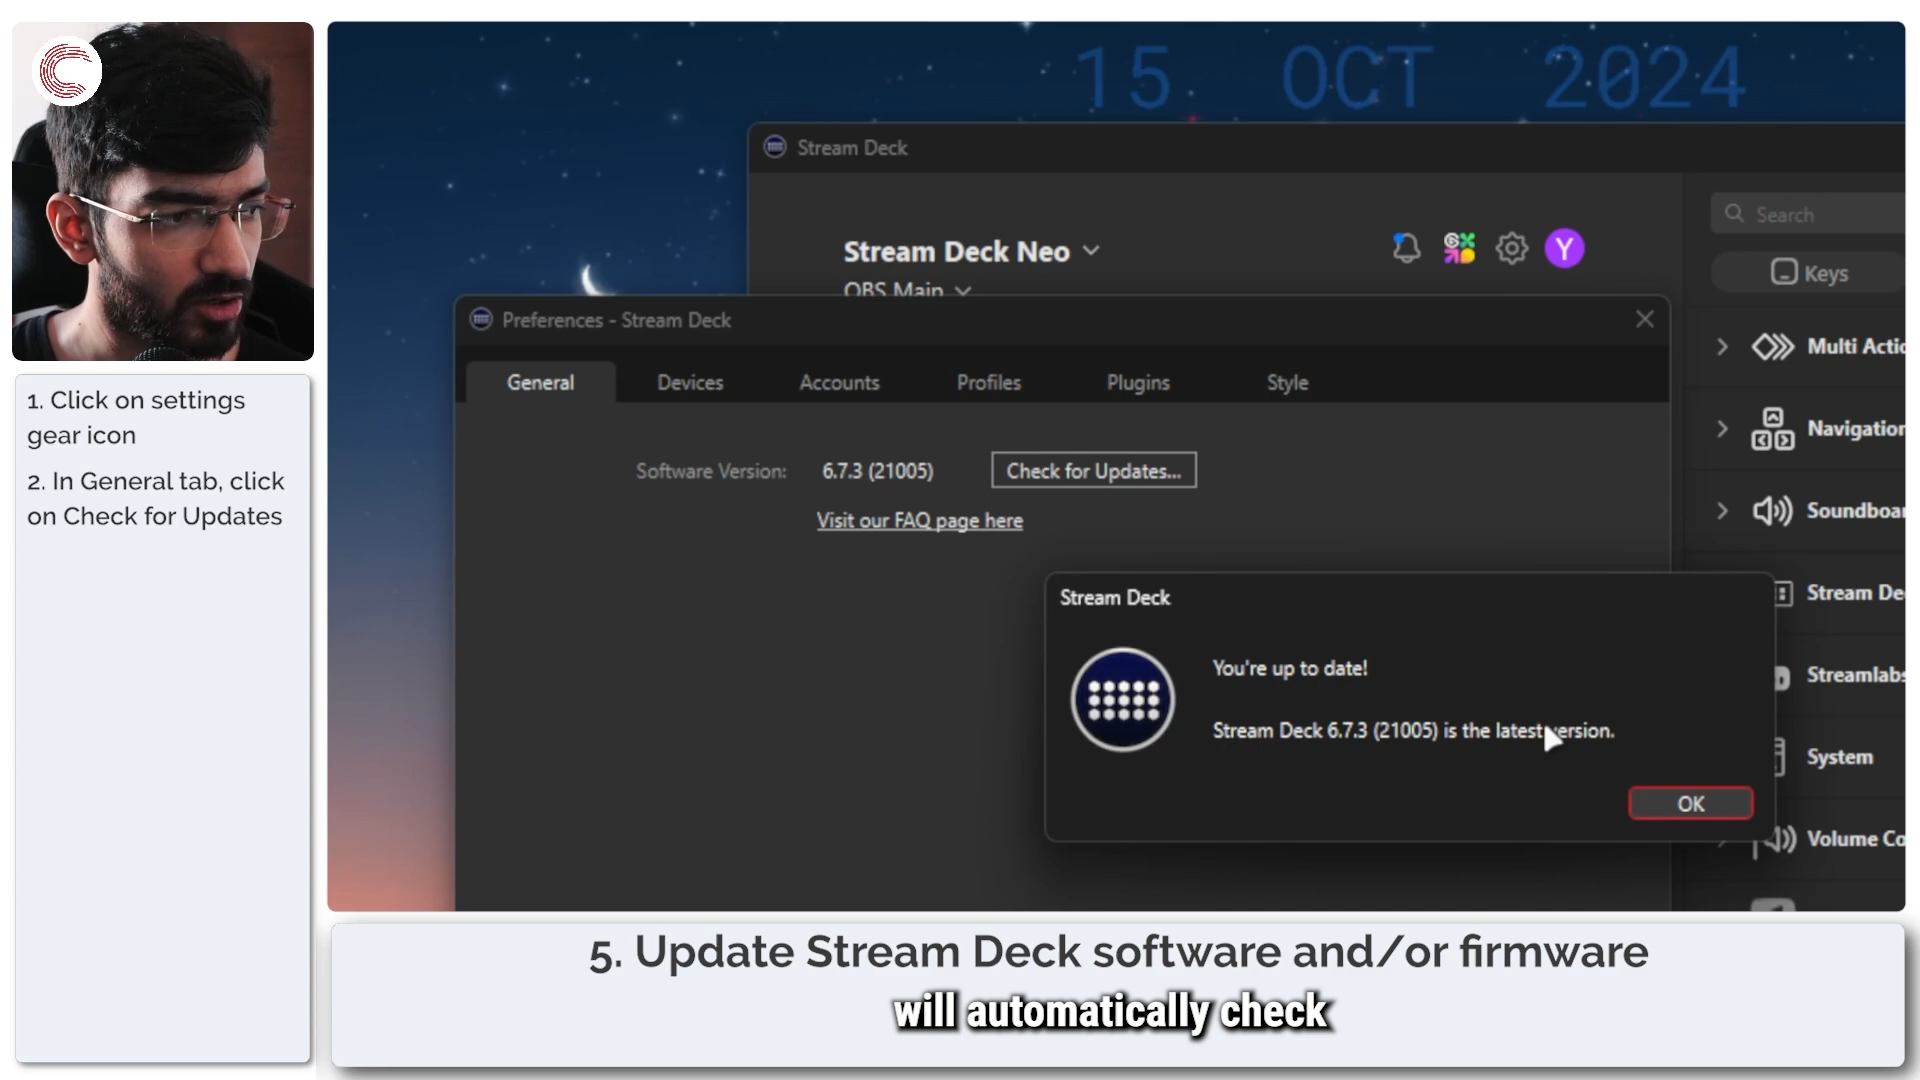 15 OCT 2024
Stream Deck
Search
Stream Deck Neo
Keys
OBS Main
Preferences - Stream Deck
Multi Actio
General
Devices
Accounts
Profiles
Plugins
Style
1. Click on settings
gear icon
2. In General tab, click
on Check for Updates
Navigation
Software Version:
6.7.3 (21005)
Check for Updates...
Visit our FAQ page here
Soundboar
Stream De
Stream Deck
You're up to date!
Stream Deck 6.7.3 (21005) is the latest version.
OK
Streamlabs
System
Volume Co
Y
5. Update Stream Deck software and/or firmware
will automatically check